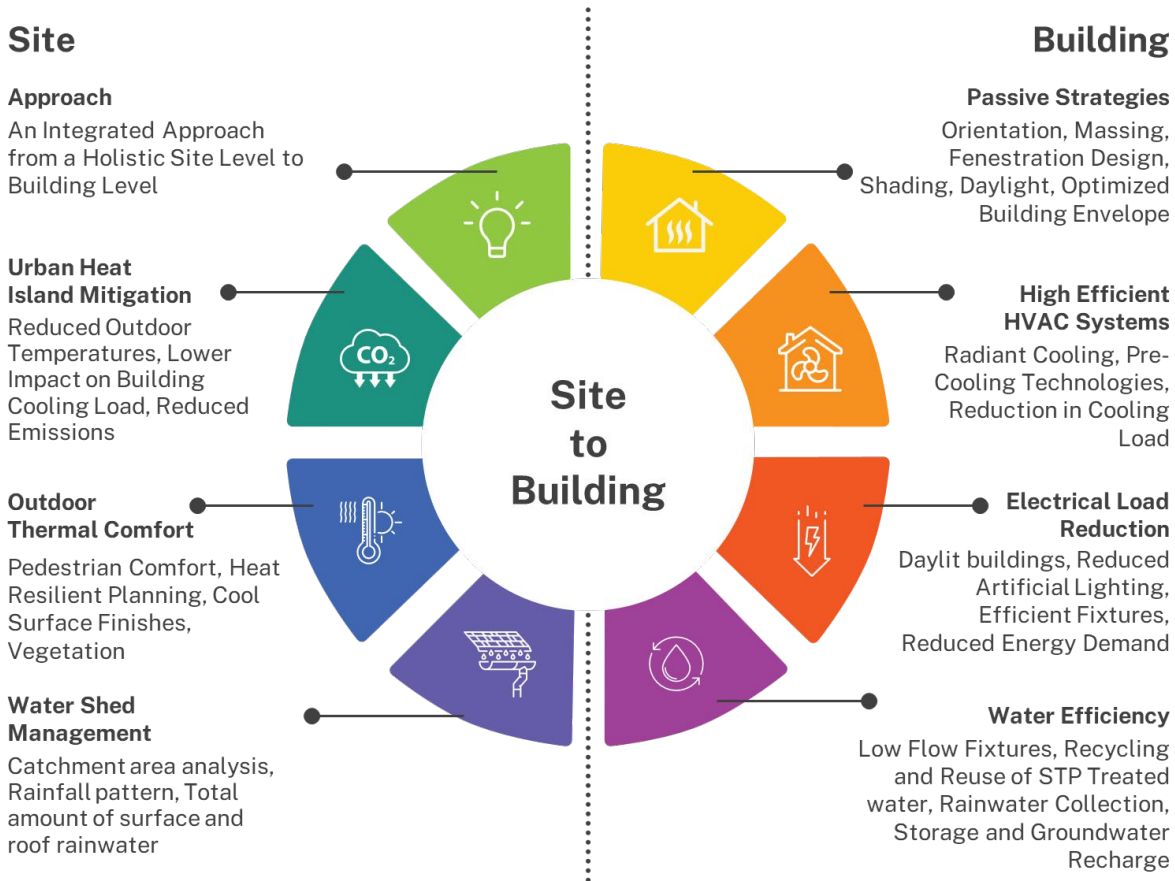 Site
Approach
An Integrated Approach
from a Holistic Site Level to
Building Level
Urban Heat
Island Mitigation
Reduced Outdoor
Temperatures, Lower
Impact on Building
Cooling Load, Reduced
Emissions
Outdoor
Thermal Comfort
Pedestrian Comfort, Heat
Resilient Planning, Cool
Surface Finishes,
Vegetation
Water Shed
Management
Catchment area analysis,
Rainfall pattern, Total
amount of surface and
roof rainwater
CO₂
Site
to
Building
Building
Passive Strategies
Orientation, Massing,
Fenestration Design,
Shading, Daylight, Optimized
Building Envelope
High Efficient
HVAC Systems
Radiant Cooling, Pre-
Cooling Technologies,
Reduction in Cooling
Load
Electrical Load
Reduction
Daylit buildings, Reduced
Artificial Lighting,
Efficient Fixtures,
Reduced Energy Demand
Water Efficiency
Low Flow Fixtures, Recycling
and Reuse of STP Treated
water, Rainwater Collection,
Storage and Groundwater
Recharge